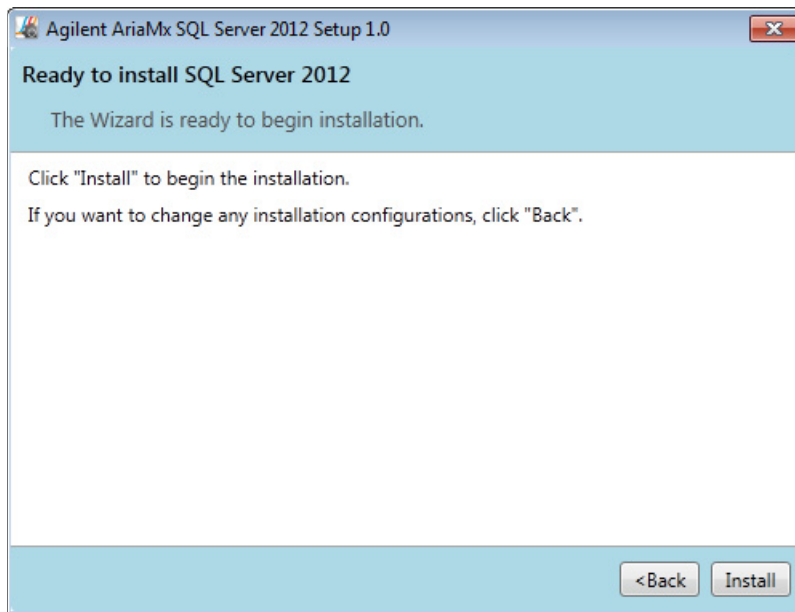 Agilent AriaMx SQL Server 2012 Setup 1.0
Ready to install SQL Server 2012
The Wizard is ready to begin installation.
Click "Install" to begin the installation.
If you want to change any installation configurations, click "Back".
<Back Install